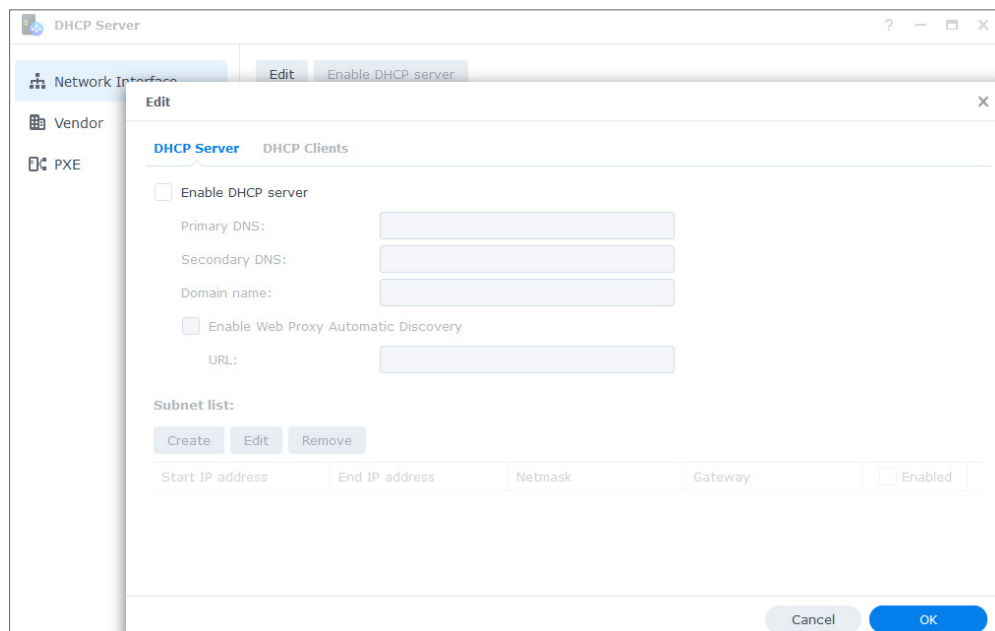 DHCP Server
?
Network Interface
Edit Enable DHCP server
Vendor
PXE
Edit
DHCP Server DHCP Clients
Enable DHCP server
Primary DNS:
Secondary DNS:
Domain name:
Enable Web Proxy Automatic Discovery
URL:
Subnet list:
Create Edit Remove
Start IP address End IP address Netmask Gateway Enabled
Cancel OK